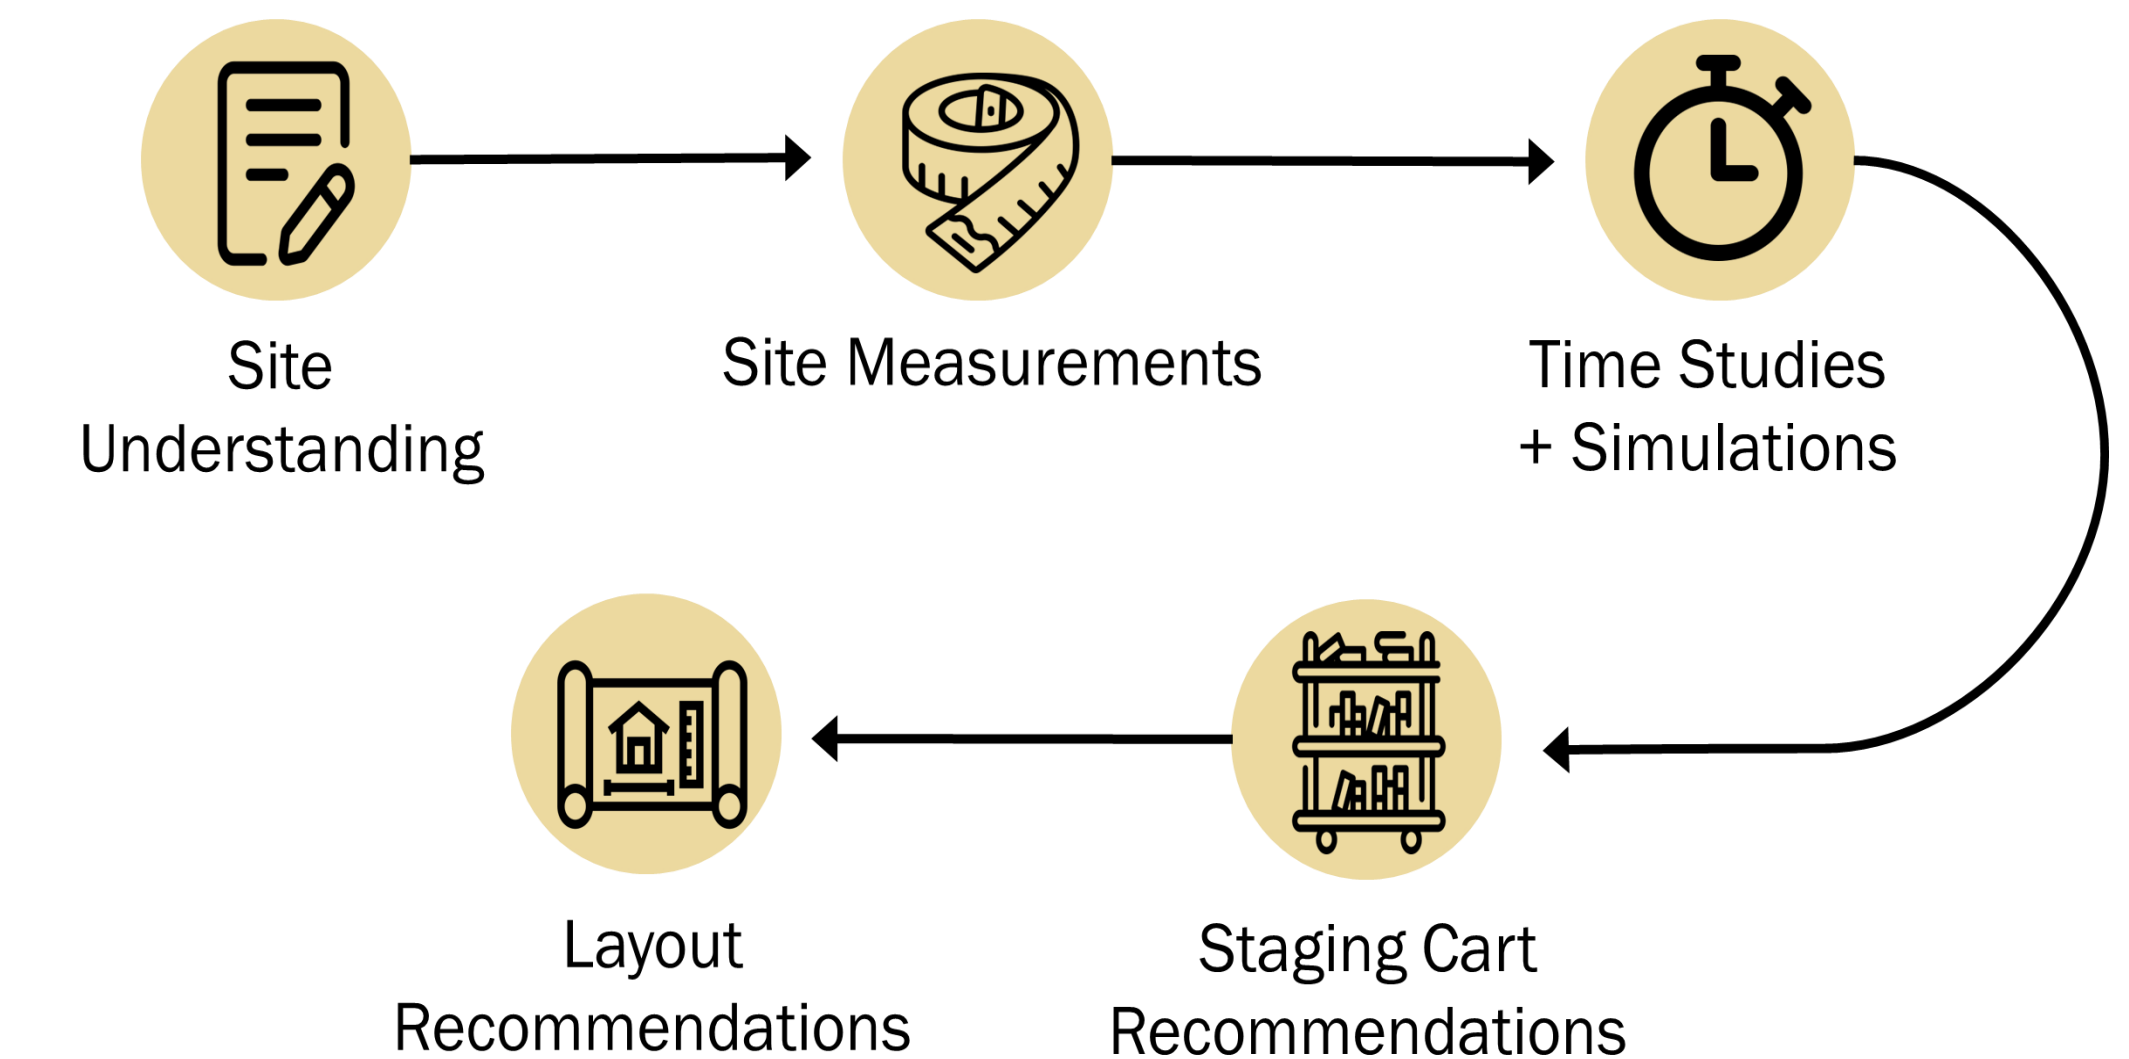 Site
Understanding
Site Measurements
Time Studies
+ Simulations
Staging Cart
Recommendations
Layout
Recommendations